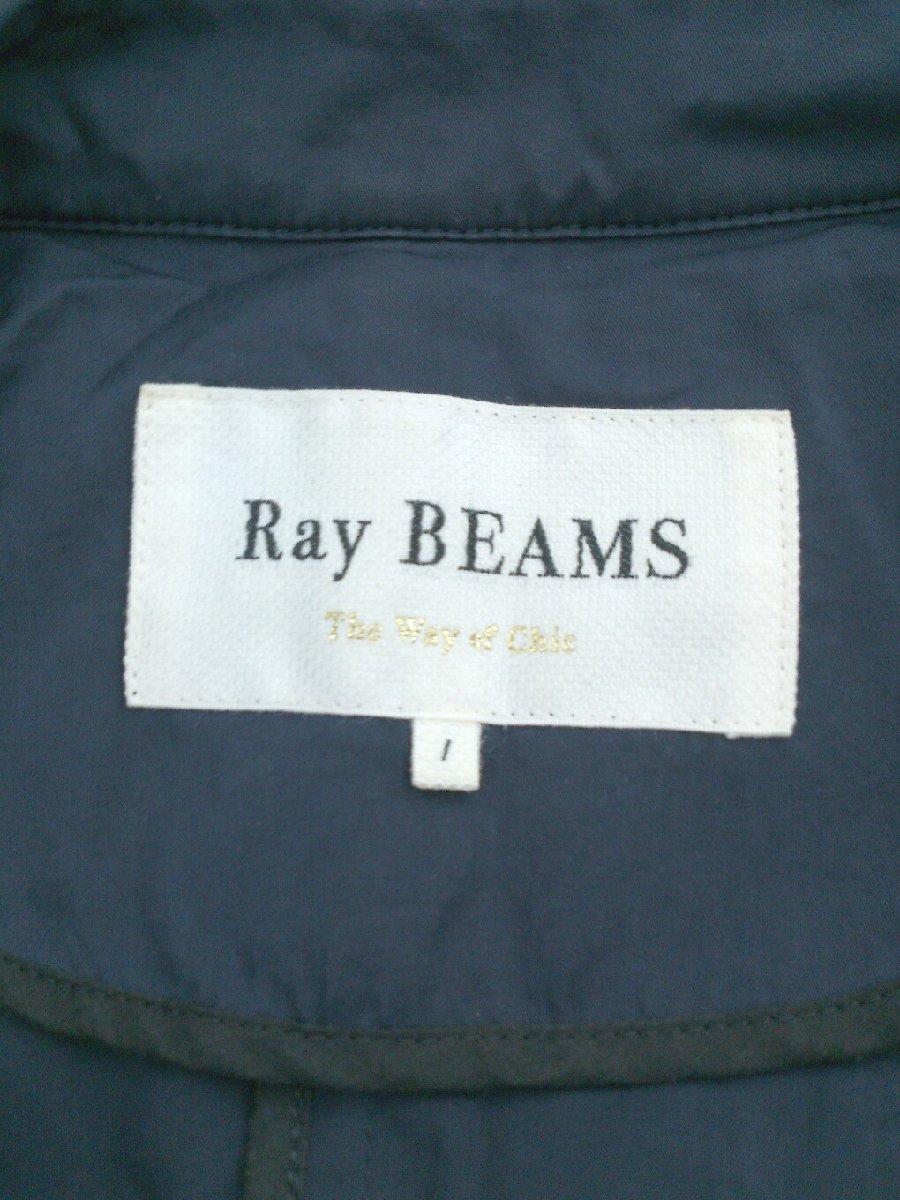 Ray BEAMS
The Way of Chic
1